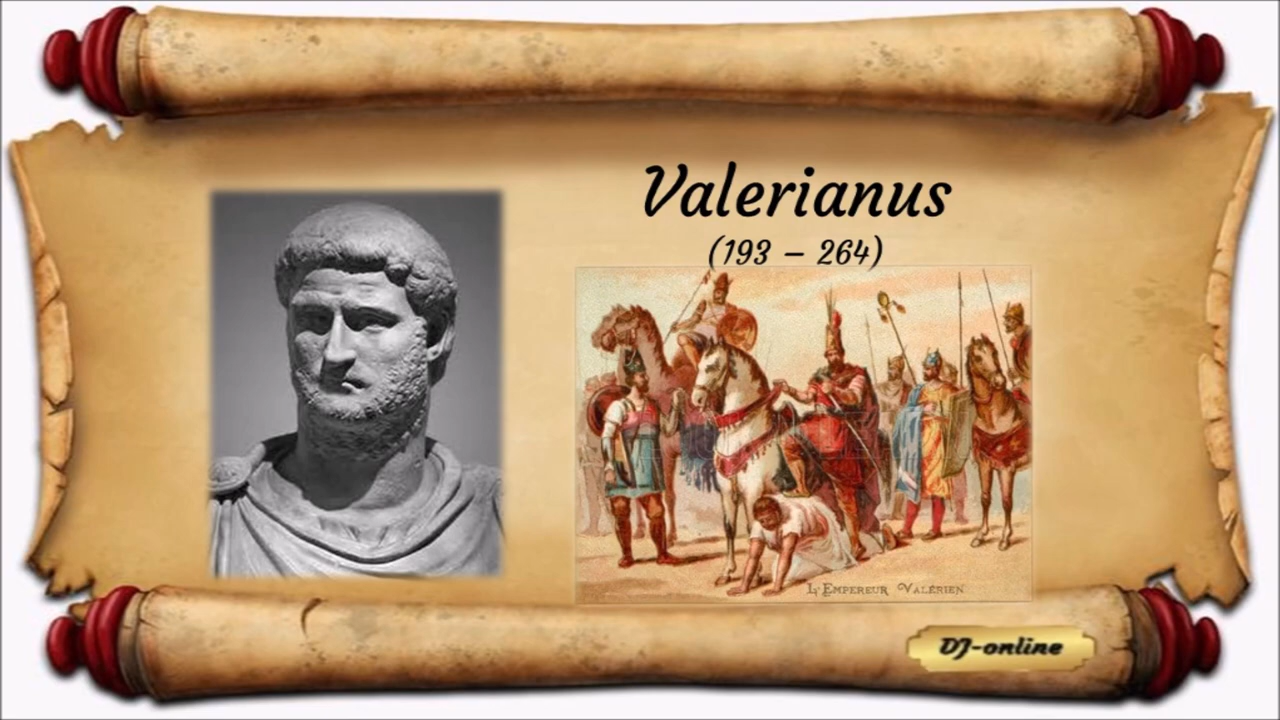 Valerianus
(193 – 264)
L'EMPEREUR VALÉRIEN
DJ-online